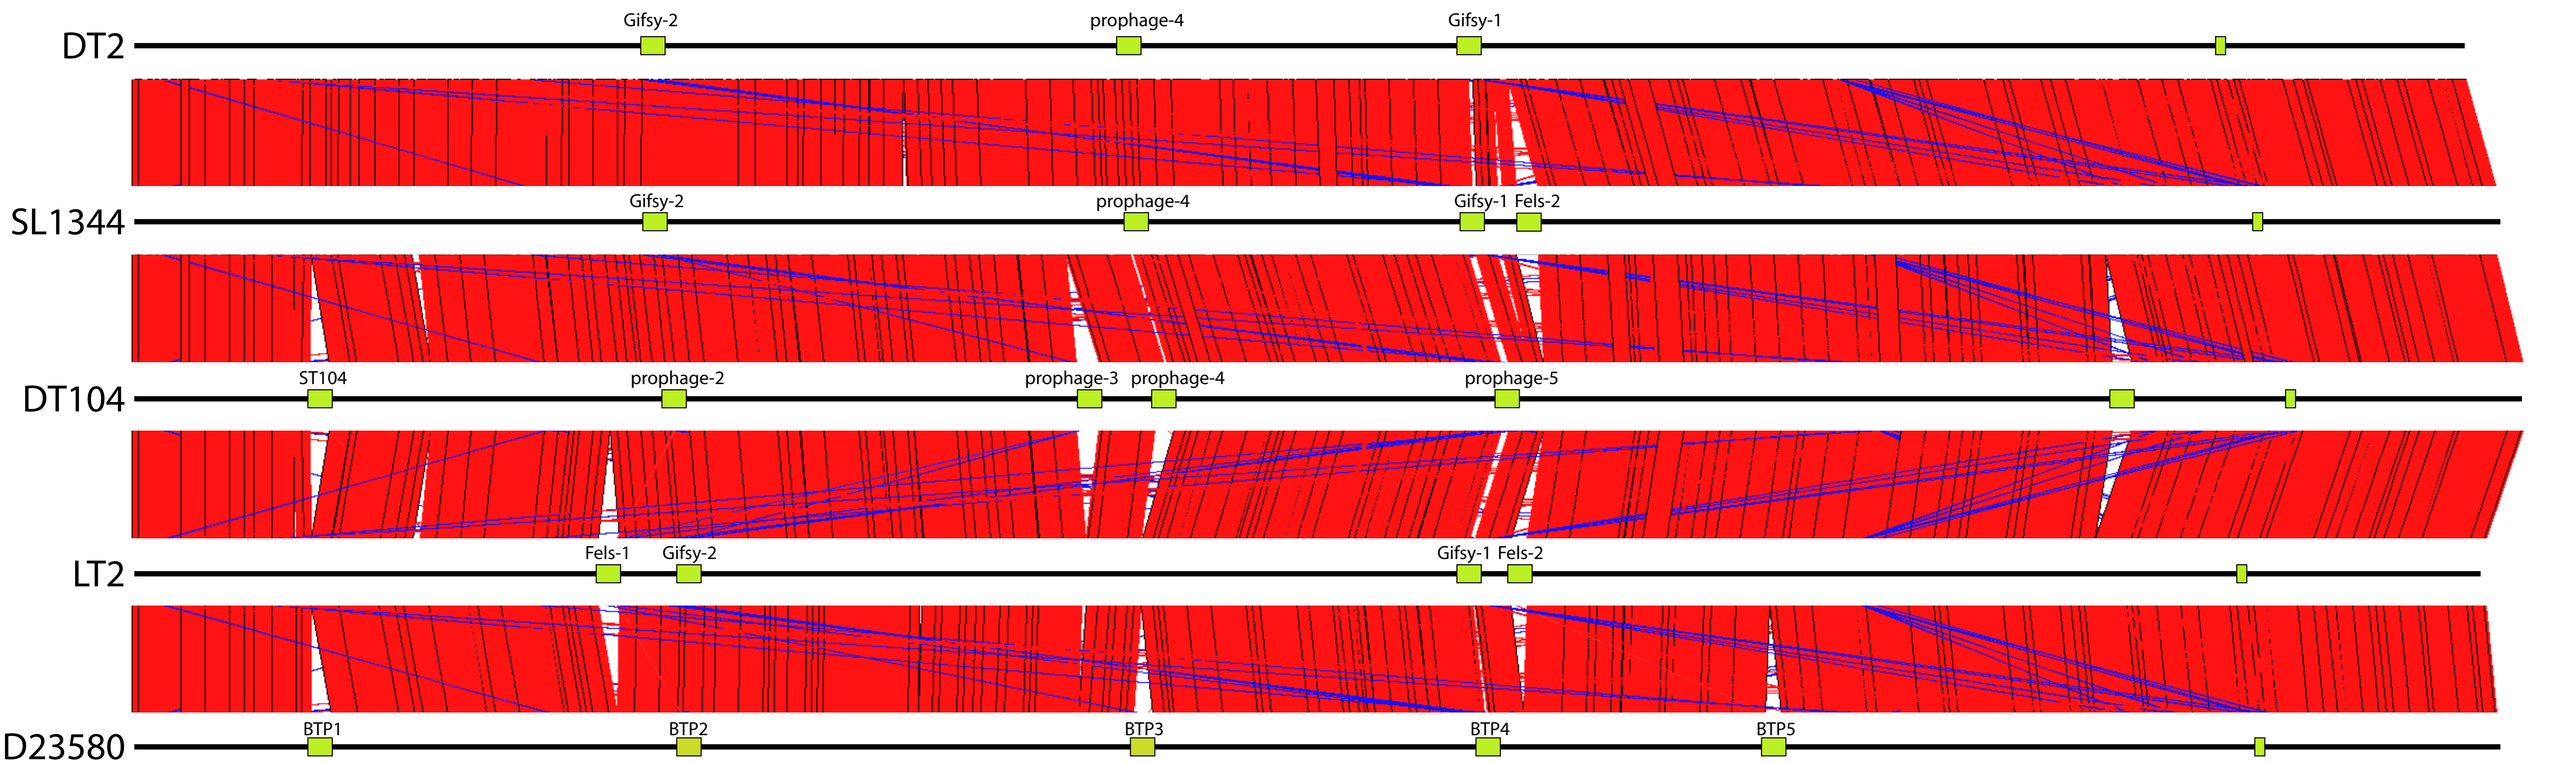 Gifsy-2 prophage-4 Gifsy-1
DT2
Gifsy-2 prophage-4 Gifsy-1 Fels-2
SL1344
ST104 prophage-2 prophage-3 prophage-4 prophage-5
DT104
Fels-1 Gifsy-2 Gifsy-1 Fels-2
LT2
BTP1 BTP2 BTP3 BTP4 BTP5
D23580